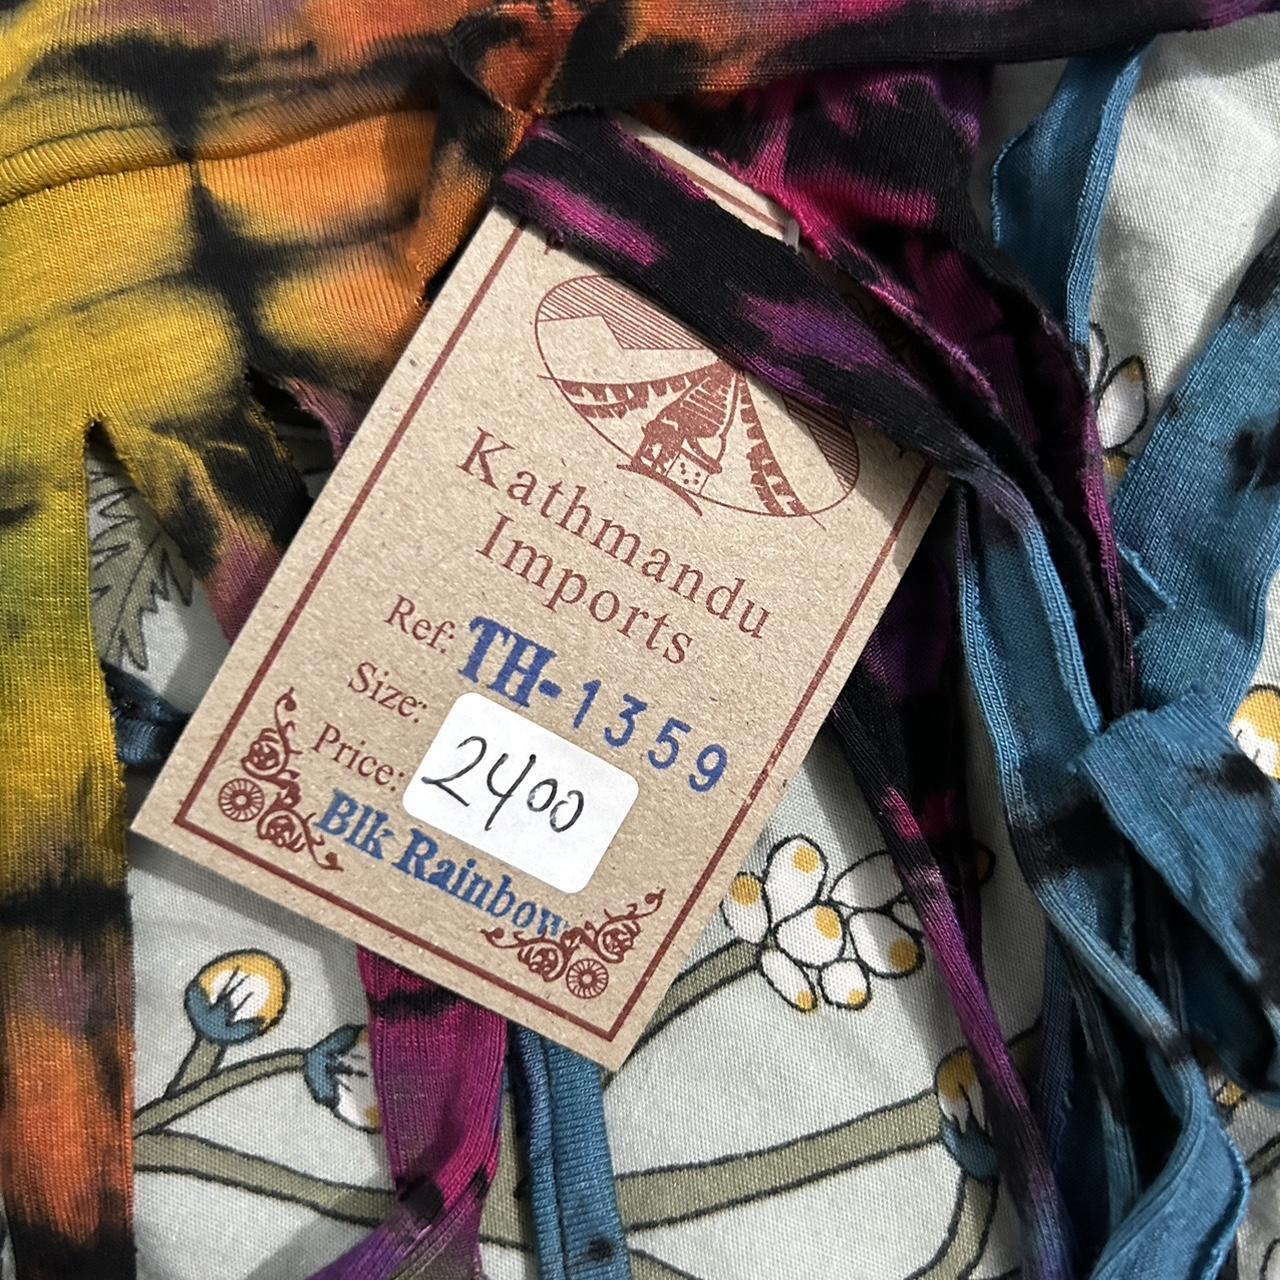 Kathmandu
Imports
Ref: TH-1359
Size:
Price: 2400
Blk Rainbow